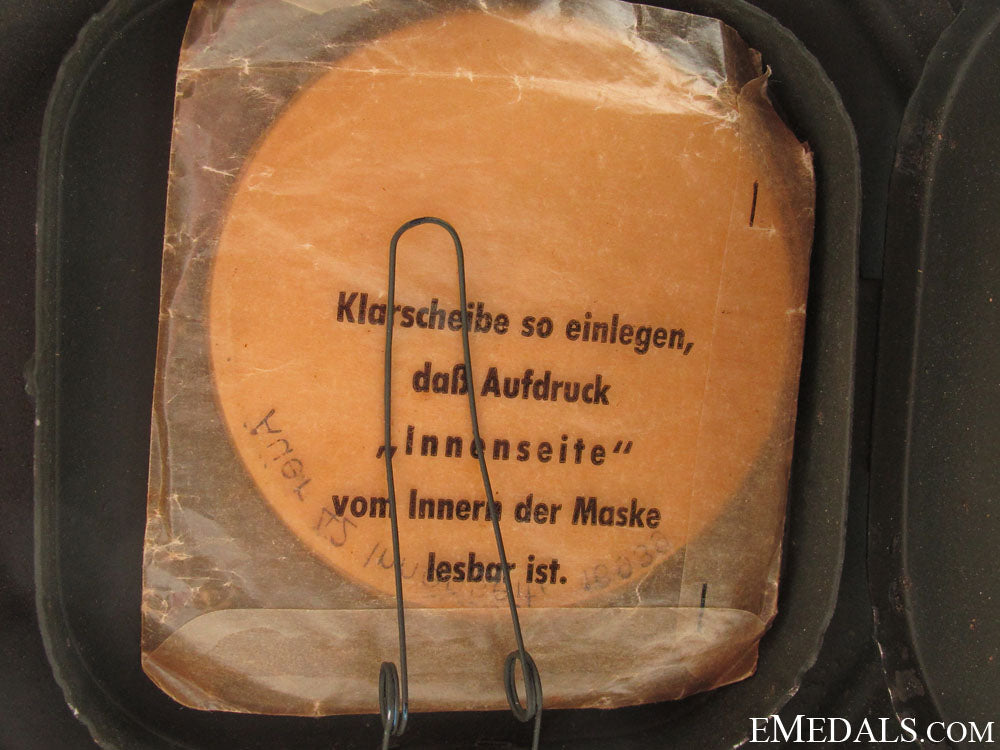 Klarscheibe so einlegen,
daß Aufdruck
„Innenseite“
vom Innern der Maske
lesbar ist.
EMEDALS.COM